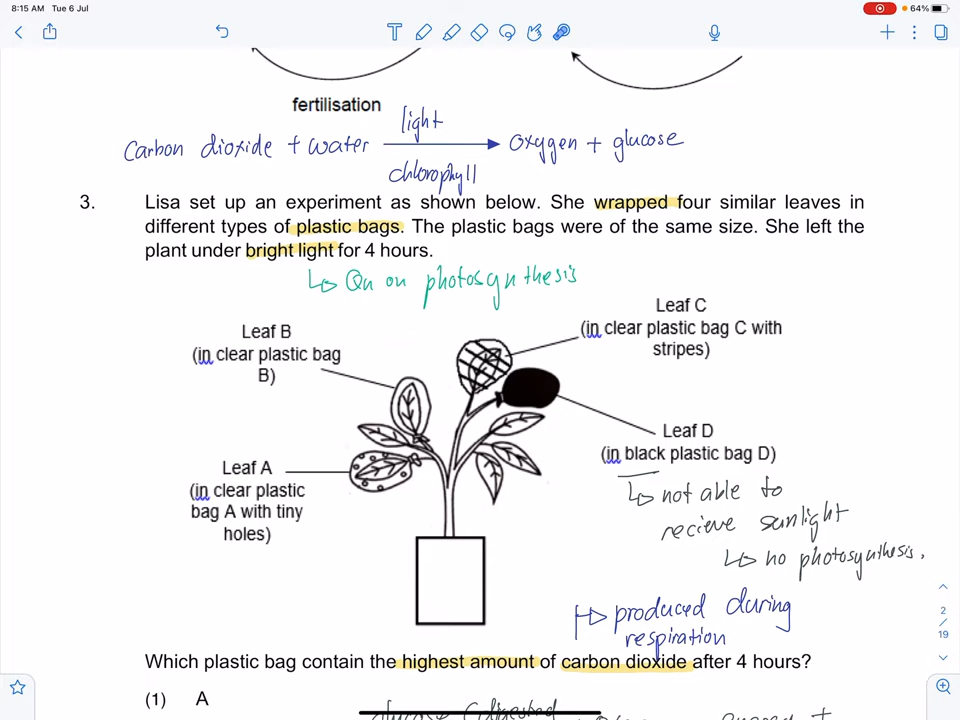 8:15 AM Tue 6 Jul
64%
fertilisation
light
Carbon dioxide + water
oxygen + glucose
chlorophyll
3. Lisa set up an experiment as shown below. She wrapped four similar leaves in
different types of plastic bags. The plastic bags were of the same size. She left the
plant under bright light for 4 hours.
Qn on photosynthesis
Leaf C
(in clear plastic bag C with
stripes)
Leaf B
(in clear plastic bag
B)
Leaf D
(in black plastic bag D)
Leaf A
(in clear plastic
bag A with tiny
holes)
not able to
recieve sunlight
no photosynthesis.
produced during
respiration
2
/
19
Which plastic bag contain the highest amount of carbon dioxide after 4 hours?
(1) A